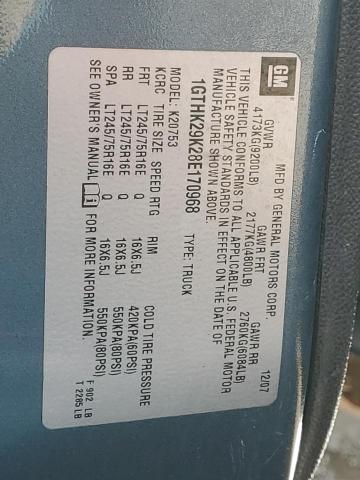 GM
MFD BY GENERAL MOTORS CORP. 12/07
GVWR GAWR FRT GAWR RR
4173KG(9200LB) 2177KG(4800LB) 2760KG(6084LB)
THIS VEHICLE CONFORMS TO ALL APPLICABLE U.S. FEDERAL MOTOR
VEHICLE SAFETY STANDARDS IN EFFECT ON THE DATE OF
MANUFACTURE SHOWN ABOVE.
1GTHK29K28E170968 TYPE: TRUCK
MODEL: K20753
KCRC TIRE SIZE SPEED RTG RIM COLD TIRE PRESSURE
FRT LT245/75R16E Q 16X6.5J 420KPA(60PSI)
RR LT245/75R16E Q 16X6.5J 550KPA(80PSI)
SPA LT245/75R16E Q 16X6.5J 550KPA(80PSI)
SEE OWNER'S MANUAL i FOR MORE INFORMATION.
F 902 LB
T 2285 LB